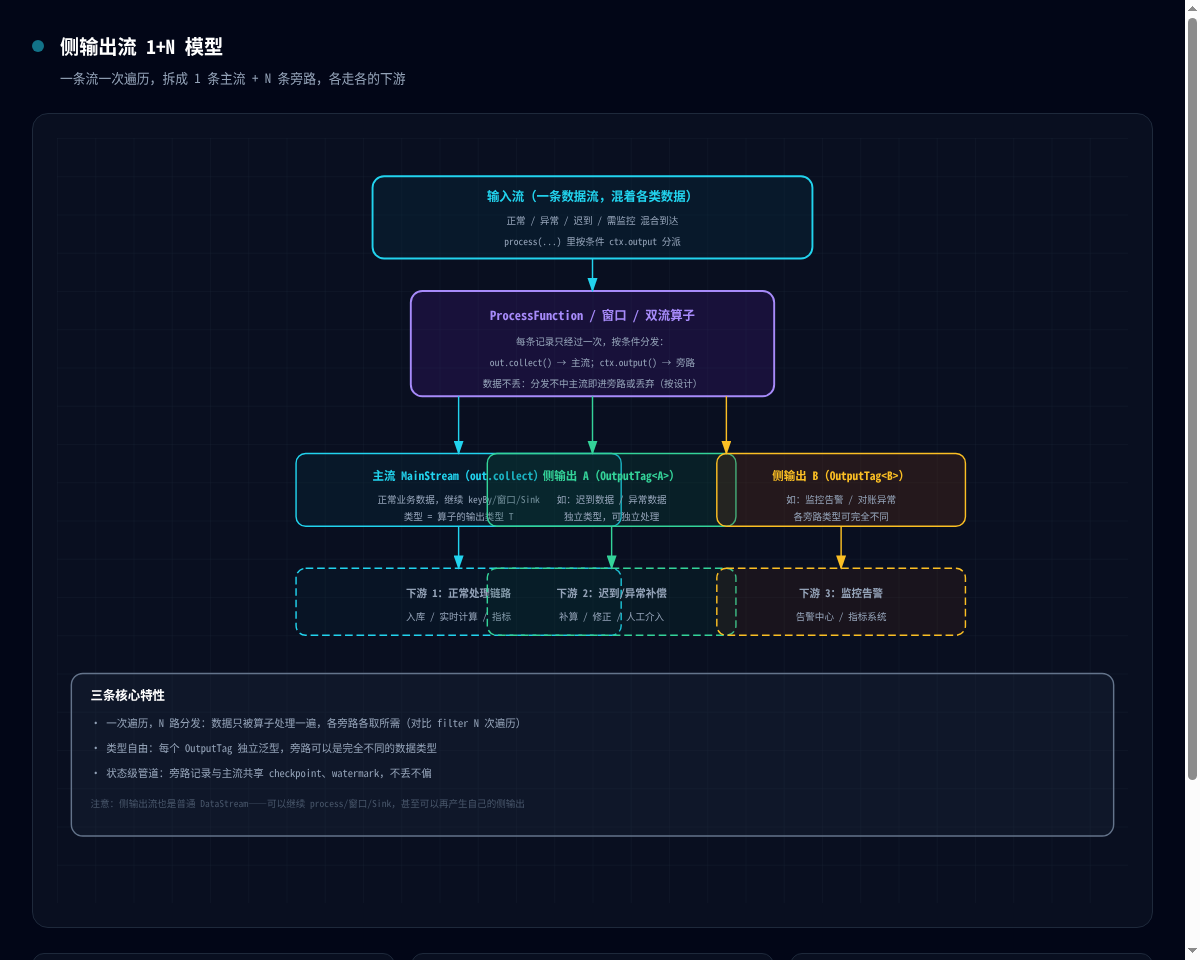 侧输出流 1+N 模型
一条流一次遍历，拆成 1 条主流 + N 条旁路，各走各的下游
输入流（一条数据流，混着各类数据）
正常 / 异常 / 迟到 / 需监控 混合到达
process(...) 里按条件 ctx.output 分派
ProcessFunction / 窗口 / 双流算子
每条记录只经过一次，按条件分发：
out.collect() → 主流；ctx.output() → 旁路
数据不丢：分发不中主流即进旁路或丢弃（按设计）
主流 MainStream（out.collect）
正常业务数据，继续 keyBy/窗口/Sink
类型 = 算子的输出类型 T
侧输出 A（OutputTag<A>）
如：迟到数据 / 异常数据
独立类型，可独立处理
侧输出 B（OutputTag<B>）
如：监控告警 / 对账异常
各旁路类型可完全不同
下游 1：正常处理链路
入库 / 实时计算 / 指标
下游 2：迟到/异常补偿
补算 / 修正 / 人工介入
下游 3：监控告警
告警中心 / 指标系统
三条核心特性
· 一次遍历，N 路分发：数据只被算子处理一遍，各旁路各取所需（对比 filter N 次遍历）
· 类型自由：每个 OutputTag 独立泛型，旁路可以是完全不同的数据类型
· 状态级管道：旁路记录与主流共享 checkpoint、watermark，不丢不偏
注意：侧输出流也是普通 DataStream——可以继续 process/窗口/Sink，甚至可以再产生自己的侧输出